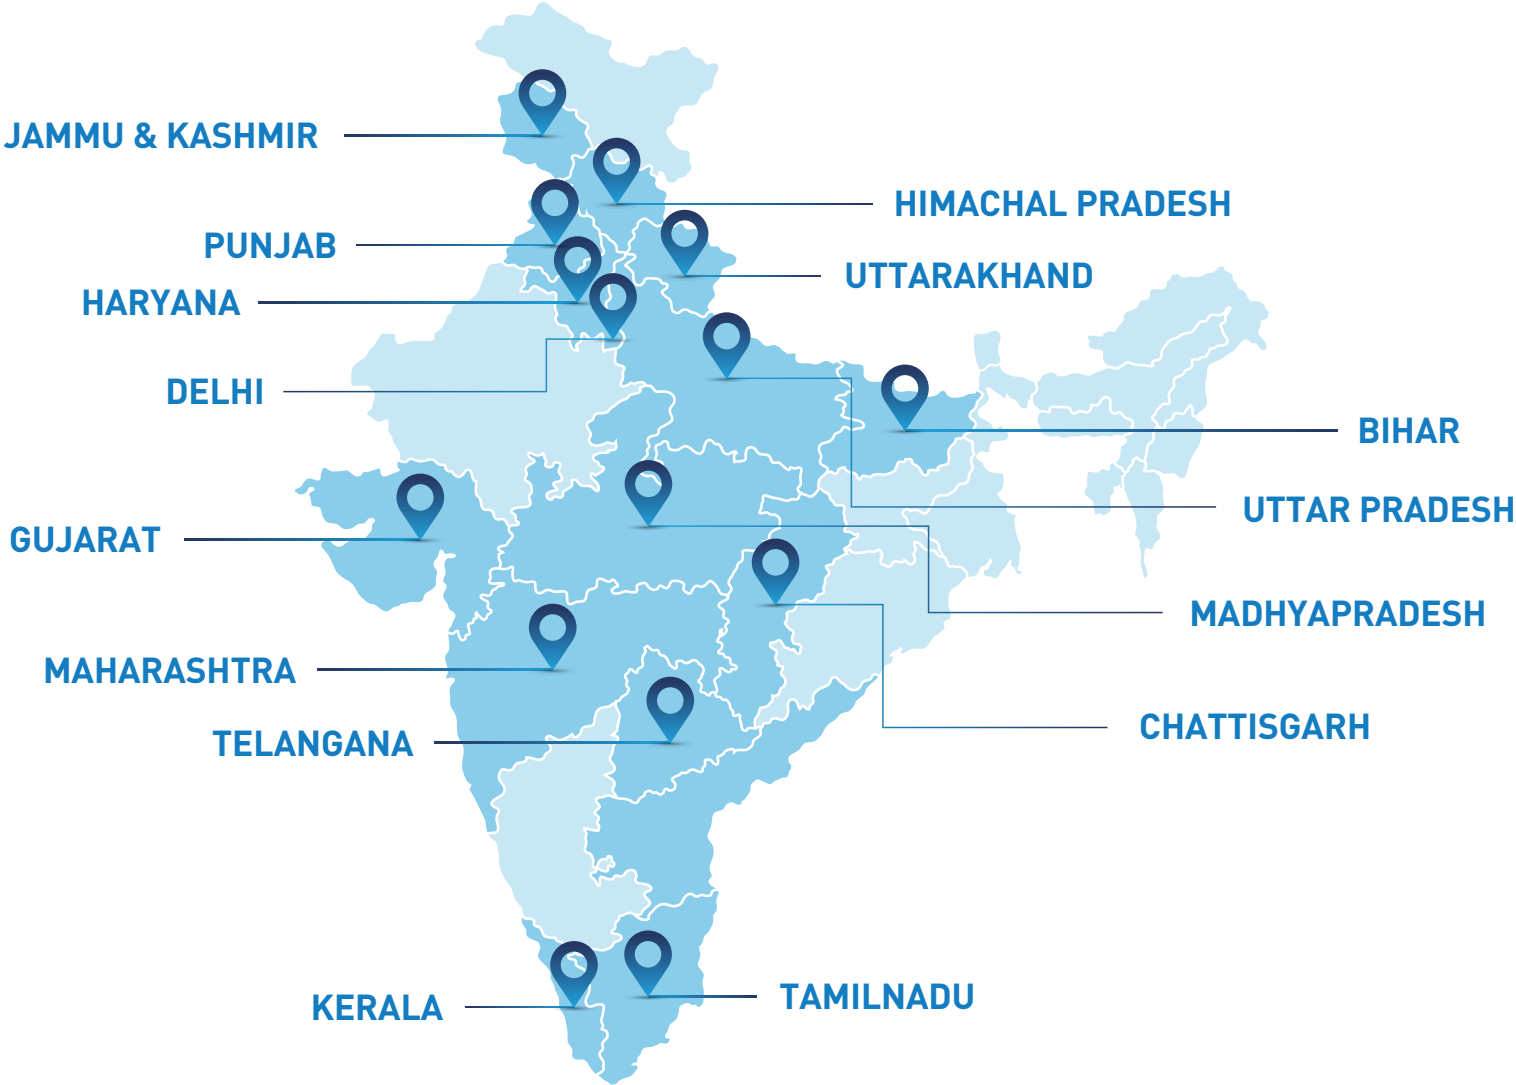 JAMMU & KASHMIR
HIMACHAL PRADESH
PUNJAB
UTTARAKHAND
HARYANA
DELHI
BIHAR
UTTAR PRADESH
GUJARAT
MADHYAPRADESH
MAHARASHTRA
CHATTISGARH
TELANGANA
TAMILNADU
KERALA